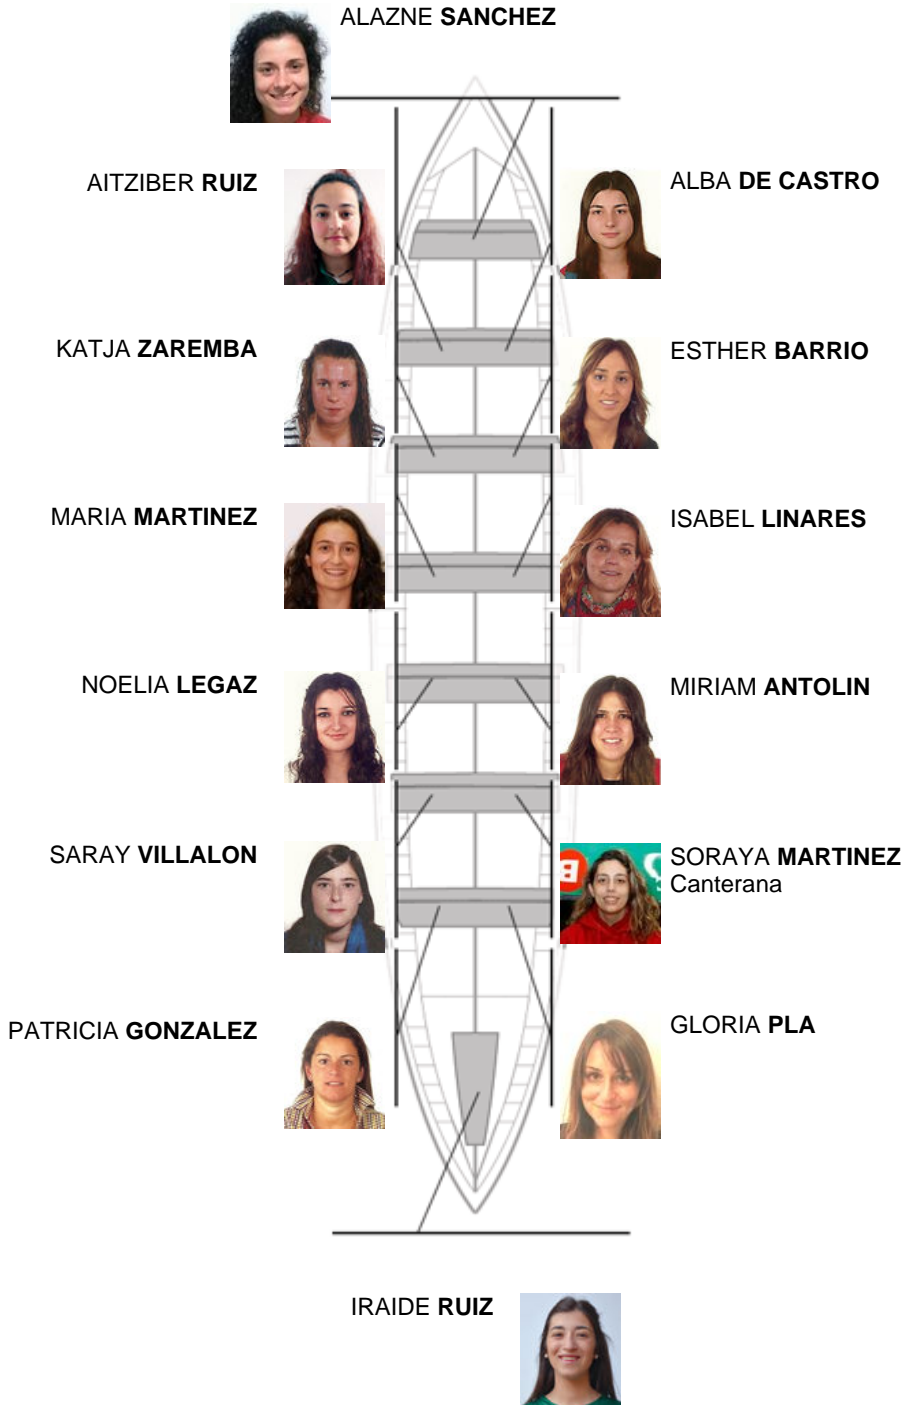 ALAZNE SANCHEZ
AITZIBER RUIZ
ALBA DE CASTRO
KATJA ZAREMBA
ESTHER BARRIO
MARIA MARTINEZ
ISABEL LINARES
NOELIA LEGAZ
MIRIAM ANTOLIN
SARAY VILLALON
SORAYA MARTINEZ
Canterana
PATRICIA GONZALEZ
GLORIA PLA
IRAIDE RUIZ